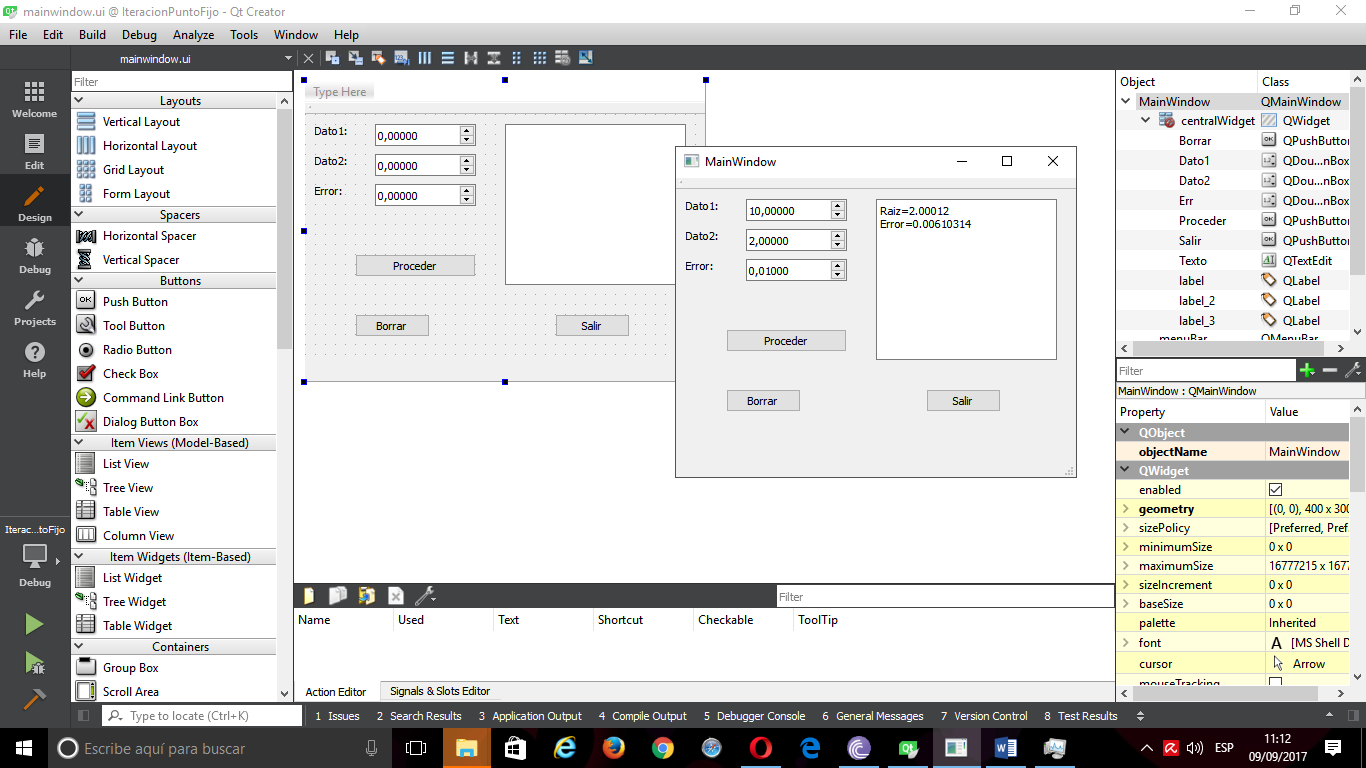 mainwindow.ui @ IteracionPuntoFijo - Qt Creator
File Edit Build Debug Analyze Tools Window Help
mainwindow.ui
Welcome
Edit
Design
Debug
Projects
Help
Iterac...toFijo
Debug
Filter
Layouts
Vertical Layout
Horizontal Layout
Grid Layout
Form Layout
Spacers
Horizontal Spacer
Vertical Spacer
Buttons
Push Button
Tool Button
Radio Button
Check Box
Command Link Button
Dialog Button Box
Item Views (Model-Based)
List View
Tree View
Table View
Column View
Item Widgets (Item-Based)
List Widget
Tree Widget
Table Widget
Containers
Group Box
Scroll Area
Type Here
Dato1: 0,00000
Dato2: 0,00000
Error: 0,00000
Proceder
Borrar Salir
MainWindow
Dato1: 10,00000
Dato2: 2,00000
Error: 0,01000
Raiz=2.00012
Error=0.00610314
Proceder
Borrar Salir
Filter
Name Used Text Shortcut Checkable ToolTip
Action Editor Signals & Slots Editor
Object Class
MainWindow QMainWindow
centralWidget QWidget
Borrar QPushButto
Dato1 QDou...nBox
Dato2 QDou...nBox
Err QDou...nBox
Proceder QPushButto
Salir QPushButto
Texto QTextEdit
label QLabel
label_2 QLabel
label_3 QLabel
menuBar QMenuBar
Filter
MainWindow : QMainWindow
Property Value
QObject
objectName MainWindow
QWidget
enabled
geometry [(0, 0), 400 x 300
sizePolicy [Preferred, Pref
minimumSize 0 x 0
maximumSize 16777215 x 1677
sizeIncrement 0 x 0
baseSize 0 x 0
palette Inherited
font A [MS Shell D
cursor Arrow
mouseTracking
Type to locate (Ctrl+K) 1 Issues 2 Search Results 3 Application Output 4 Compile Output 5 Debugger Console 6 General Messages 7 Version Control 8 Test Results
Escribe aquí para buscar
ESP
11:12
09/09/2017